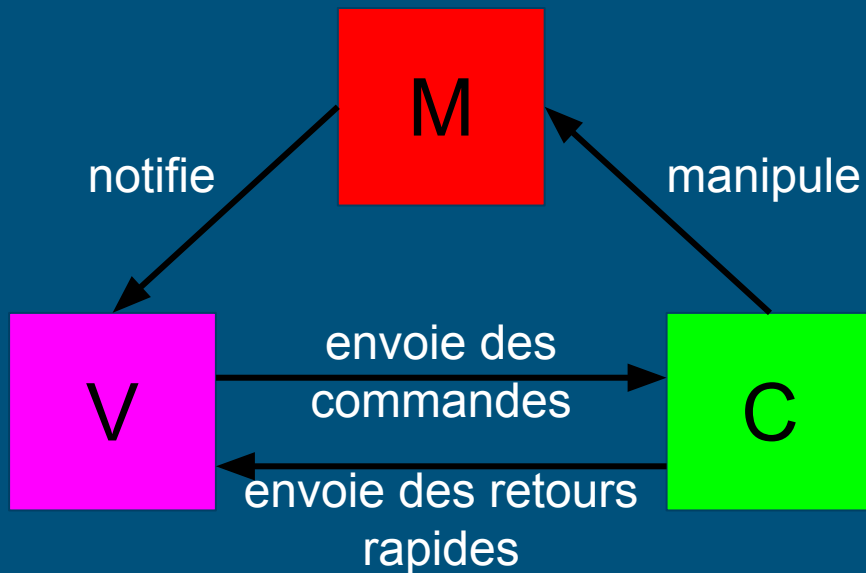 M
notifie
manipule
envoie des
commandes
V
C
envoie des retours
rapides